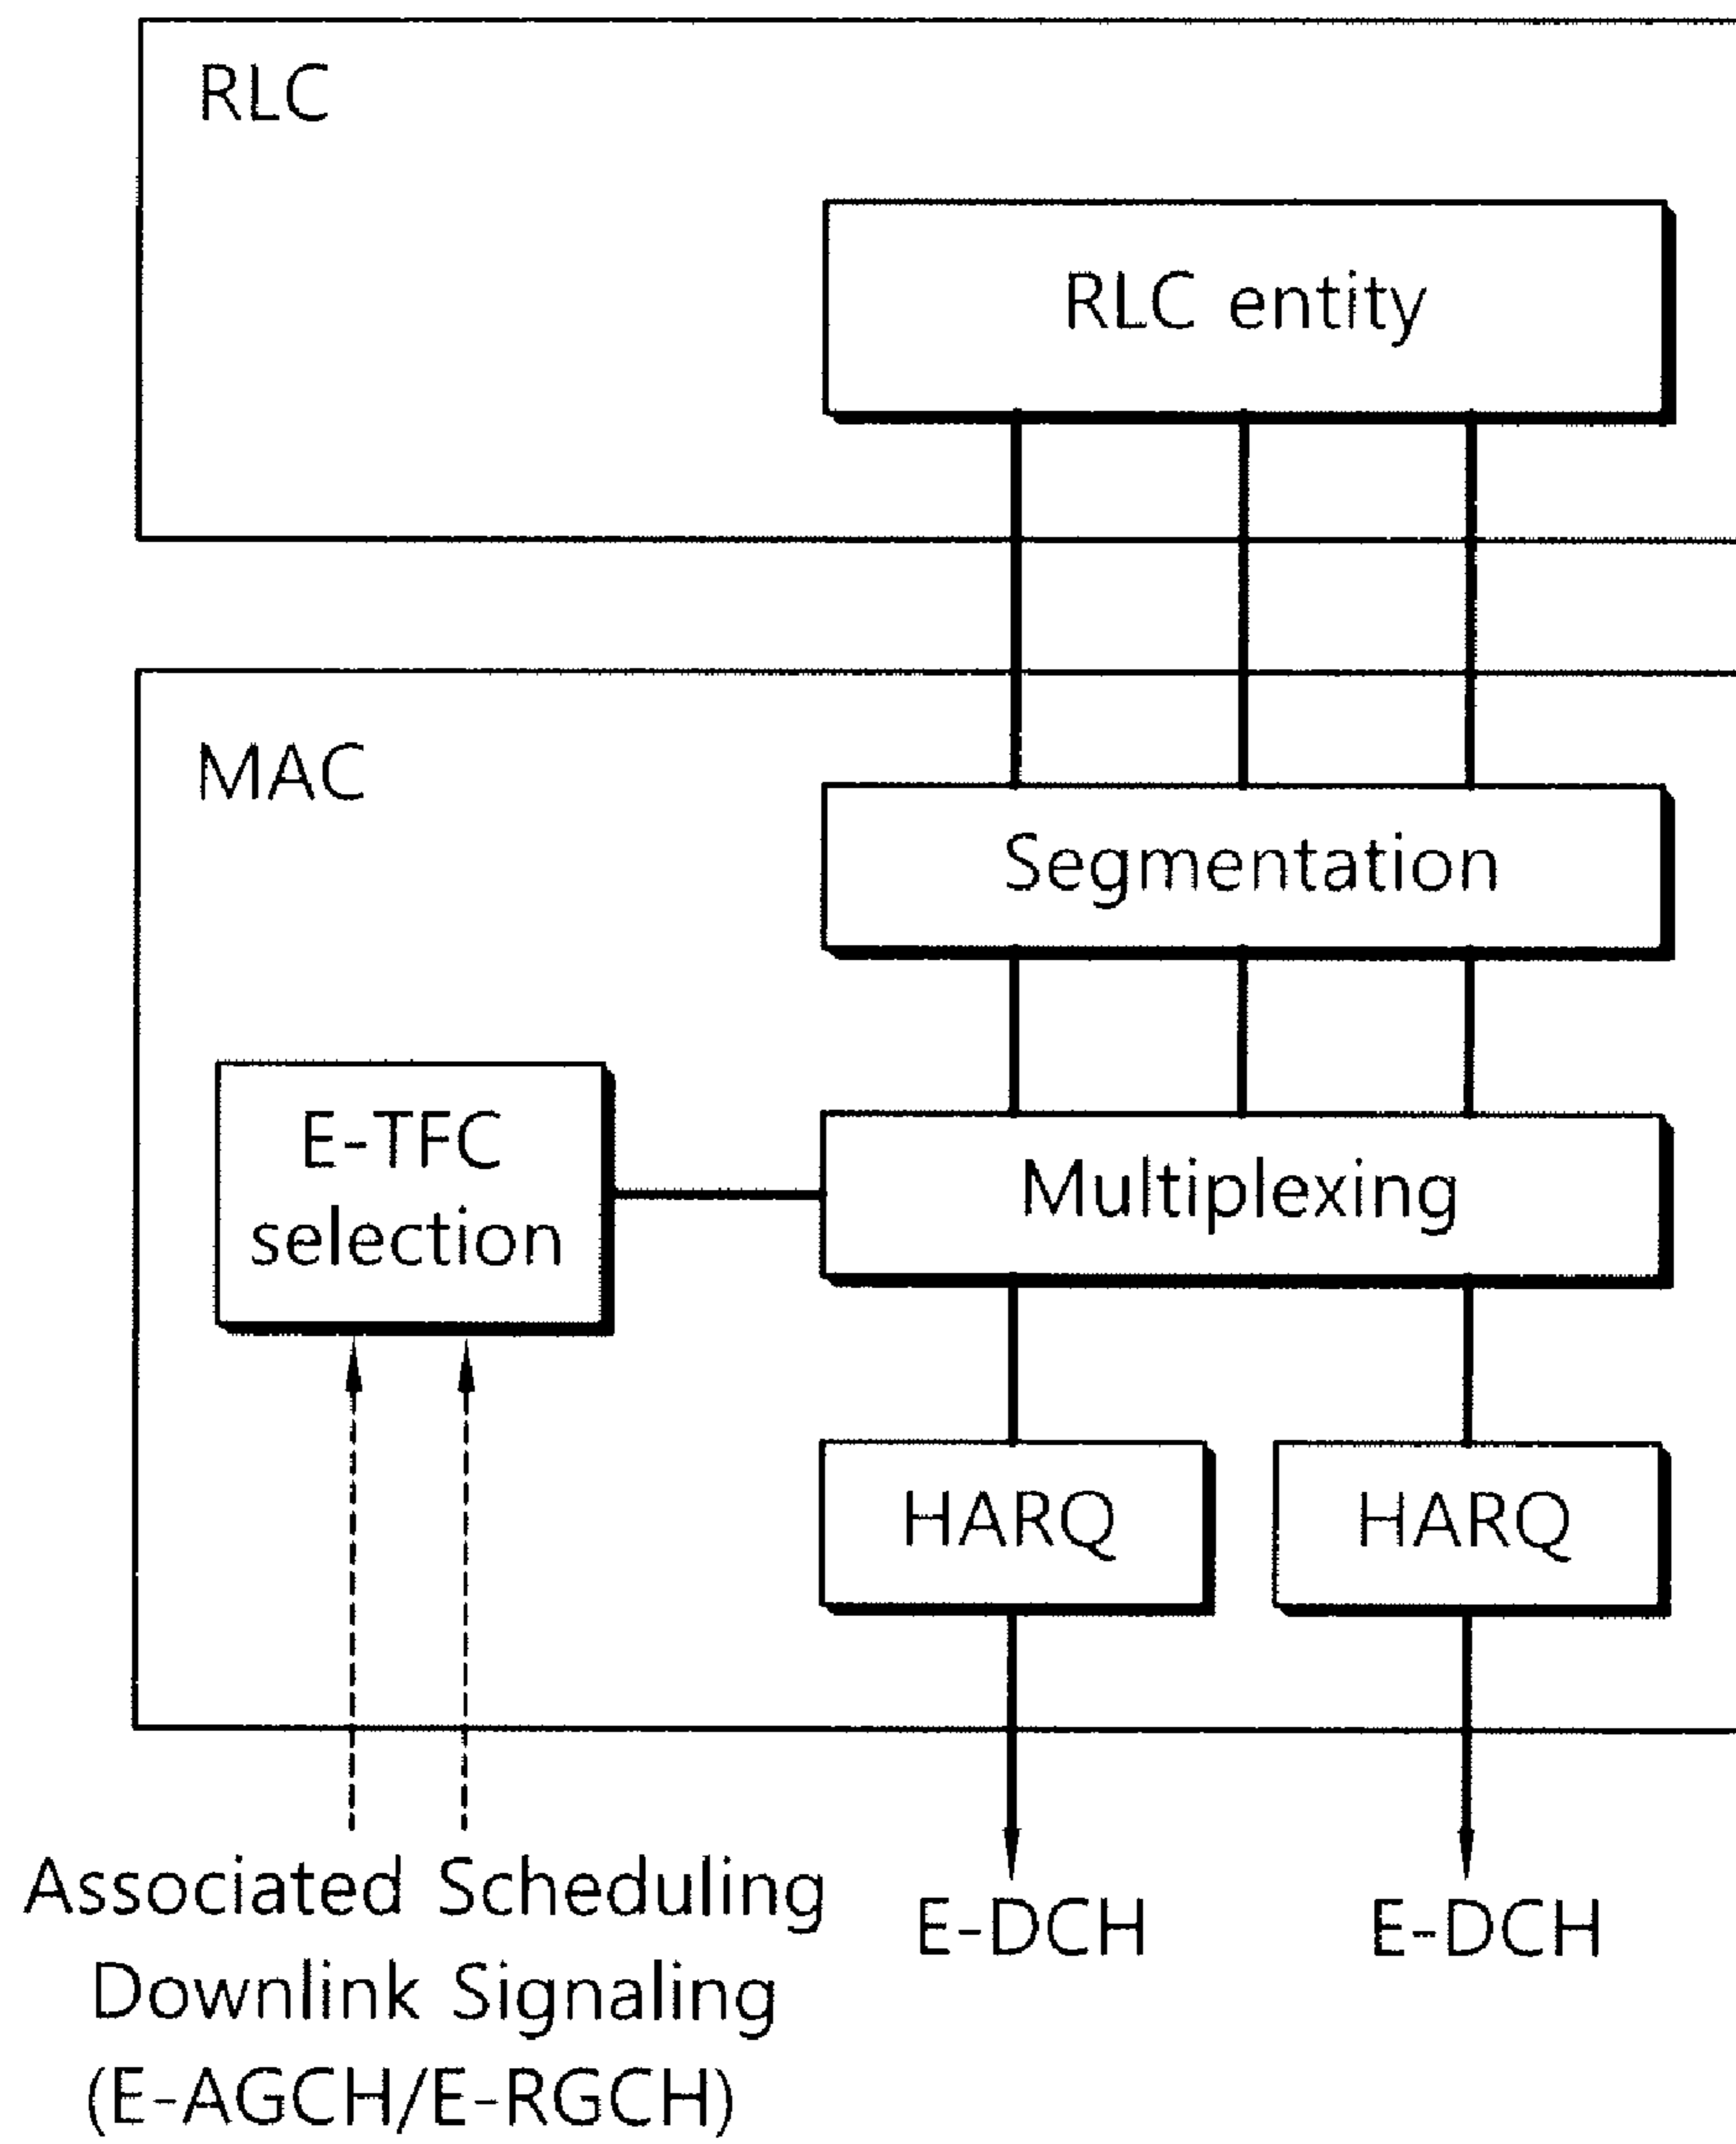 RLC
RLC entity
MAC
Segmentation
E-TFC
selection
Multiplexing
HARQ
HARQ
Associated Scheduling
Downlink Signaling
(E-AGCH/E-RGCH)
E-DCH
E-DCH